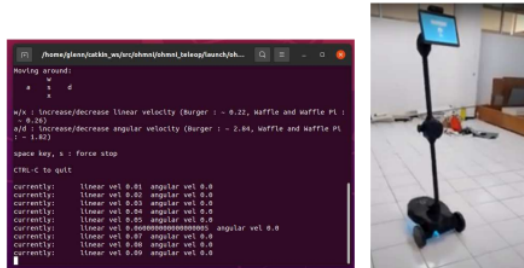 /home/glenn/catkin_ws/src/ohmni/ohmni_teleop/launch/oh...
Moving around:
w
a s d
x
w/x : increase/decrease linear velocity (Burger : ~ 0.22, Waffle and Waffle Pi :
~ 0.26)
a/d : increase/decrease angular velocity (Burger : ~ 2.84, Waffle and Waffle Pi
: ~ 1.82)
space key, s : force stop
CTRL-C to quit
currently: linear vel 0.01 angular vel 0.0
currently: linear vel 0.02 angular vel 0.0
currently: linear vel 0.03 angular vel 0.0
currently: linear vel 0.04 angular vel 0.0
currently: linear vel 0.05 angular vel 0.0
currently: linear vel 0.060000000000000005 angular vel 0.0
currently: linear vel 0.07 angular vel 0.0
currently: linear vel 0.08 angular vel 0.0
currently: linear vel 0.09 angular vel 0.0